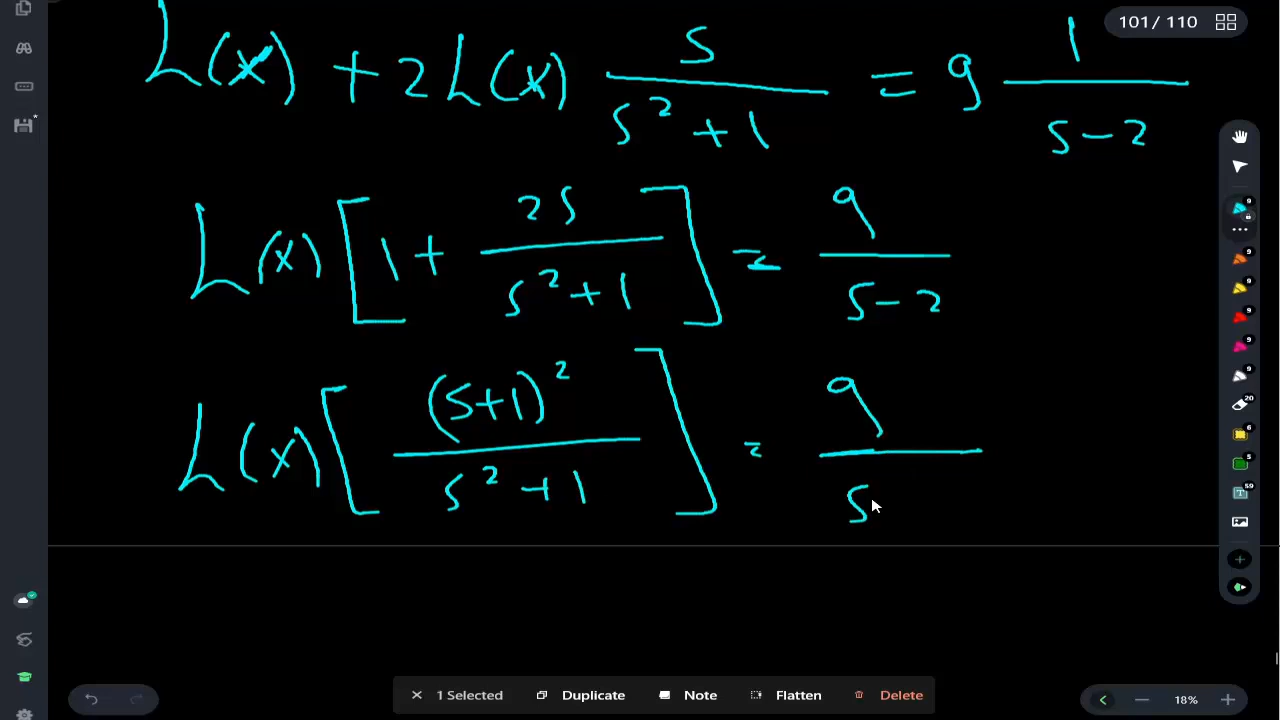 101 / 110
L(x) + 2L(x) s/(s² + 1) = 9 1/(s - 2)
L(x) [1 + 2s/(s² + 1)] = 9/(s - 2)
L(x) [(s+1)²/(s² + 1)] = 9/s
1 Selected Duplicate Note Flatten Delete
18%